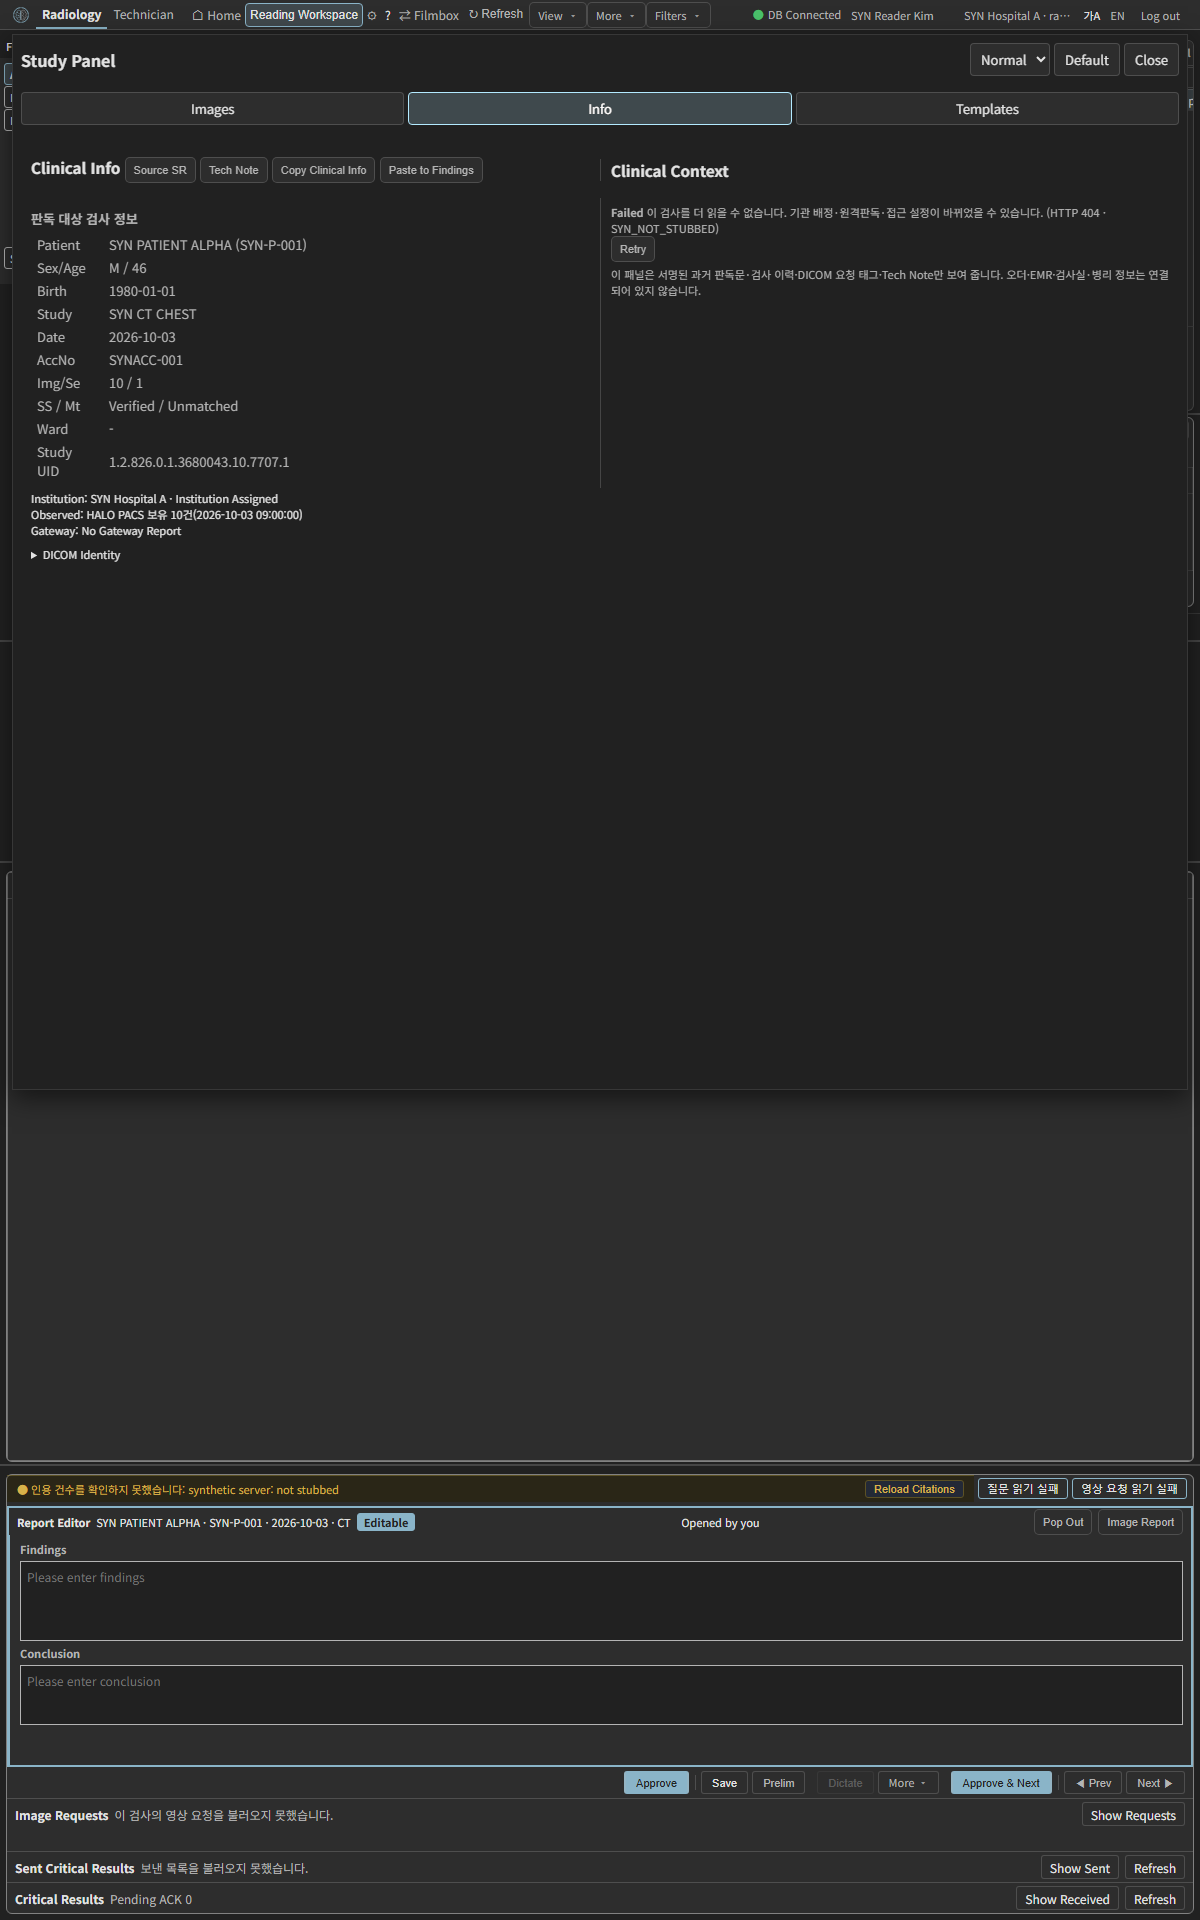 Radiology Technician Home Reading Workspace ? Filmbox Refresh View More Filters DB Connected SYN Reader Kim SYN Hospital A · ra··· 가A EN Log out
Study Panel Normal Default Close
Images Info Templates
Clinical Info Source SR Tech Note Copy Clinical Info Paste to Findings
판독 대상 검사 정보
Patient SYN PATIENT ALPHA (SYN-P-001)
Sex/Age M / 46
Birth 1980-01-01
Study SYN CT CHEST
Date 2026-10-03
AccNo SYNACC-001
Img/Se 10 / 1
SS / Mt Verified / Unmatched
Ward -
Study UID 1.2.826.0.1.3680043.10.7707.1
Institution: SYN Hospital A · Institution Assigned
Observed: HALO PACS 보유 10건(2026-10-03 09:00:00)
Gateway: No Gateway Report
DICOM Identity
Clinical Context
Failed 이 검사를 더 읽을 수 없습니다. 기관 배정·원격판독·접근 설정이 바뀌었을 수 있습니다. (HTTP 404 ·
SYN_NOT_STUBBED)
Retry
이 패널은 서명된 과거 판독문·검사 이력·DICOM 요청 태그·Tech Note만 보여 줍니다. 오더·EMR·검사실·병리 정보는 연결
되어 있지 않습니다.
인용 건수를 확인하지 못했습니다: synthetic server: not stubbed Reload Citations 질문 읽기 실패 영상 요청 읽기 실패
Report Editor SYN PATIENT ALPHA · SYN-P-001 · 2026-10-03 · CT Editable Opened by you Pop Out Image Report
Findings
Please enter findings
Conclusion
Please enter conclusion
Approve Save Prelim Dictate More Approve & Next Prev Next
Image Requests 이 검사의 영상 요청을 불러오지 못했습니다. Show Requests
Sent Critical Results 보낸 목록을 불러오지 못했습니다. Show Sent Refresh
Critical Results Pending ACK 0 Show Received Refresh